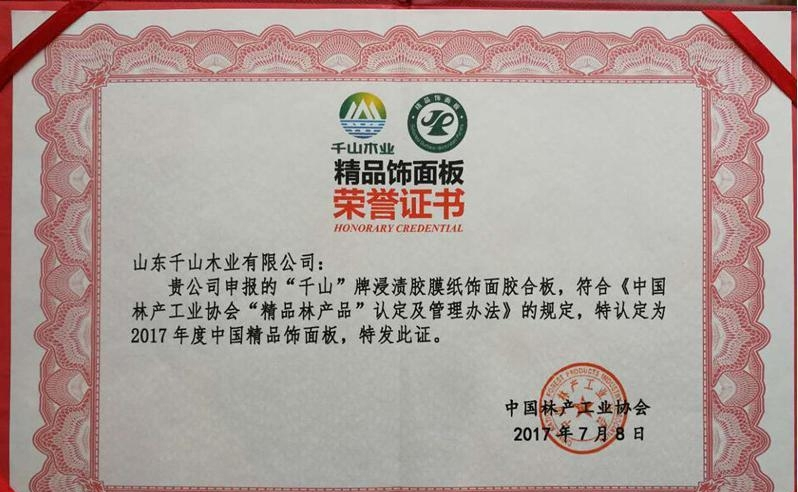 精品饰面板
千山木业
精品饰面板
荣誉证书
HONORARY CREDENTIAL
山东千山木业有限公司：
贵公司申报的“千山”牌浸渍胶膜纸饰面胶合板，符合《中国
林产工业协会“精品林产品”认定及管理办法》的规定，特认定为
2017年度中国精品饰面板，特发此证。
中国林产工业协会
2017年7月8日